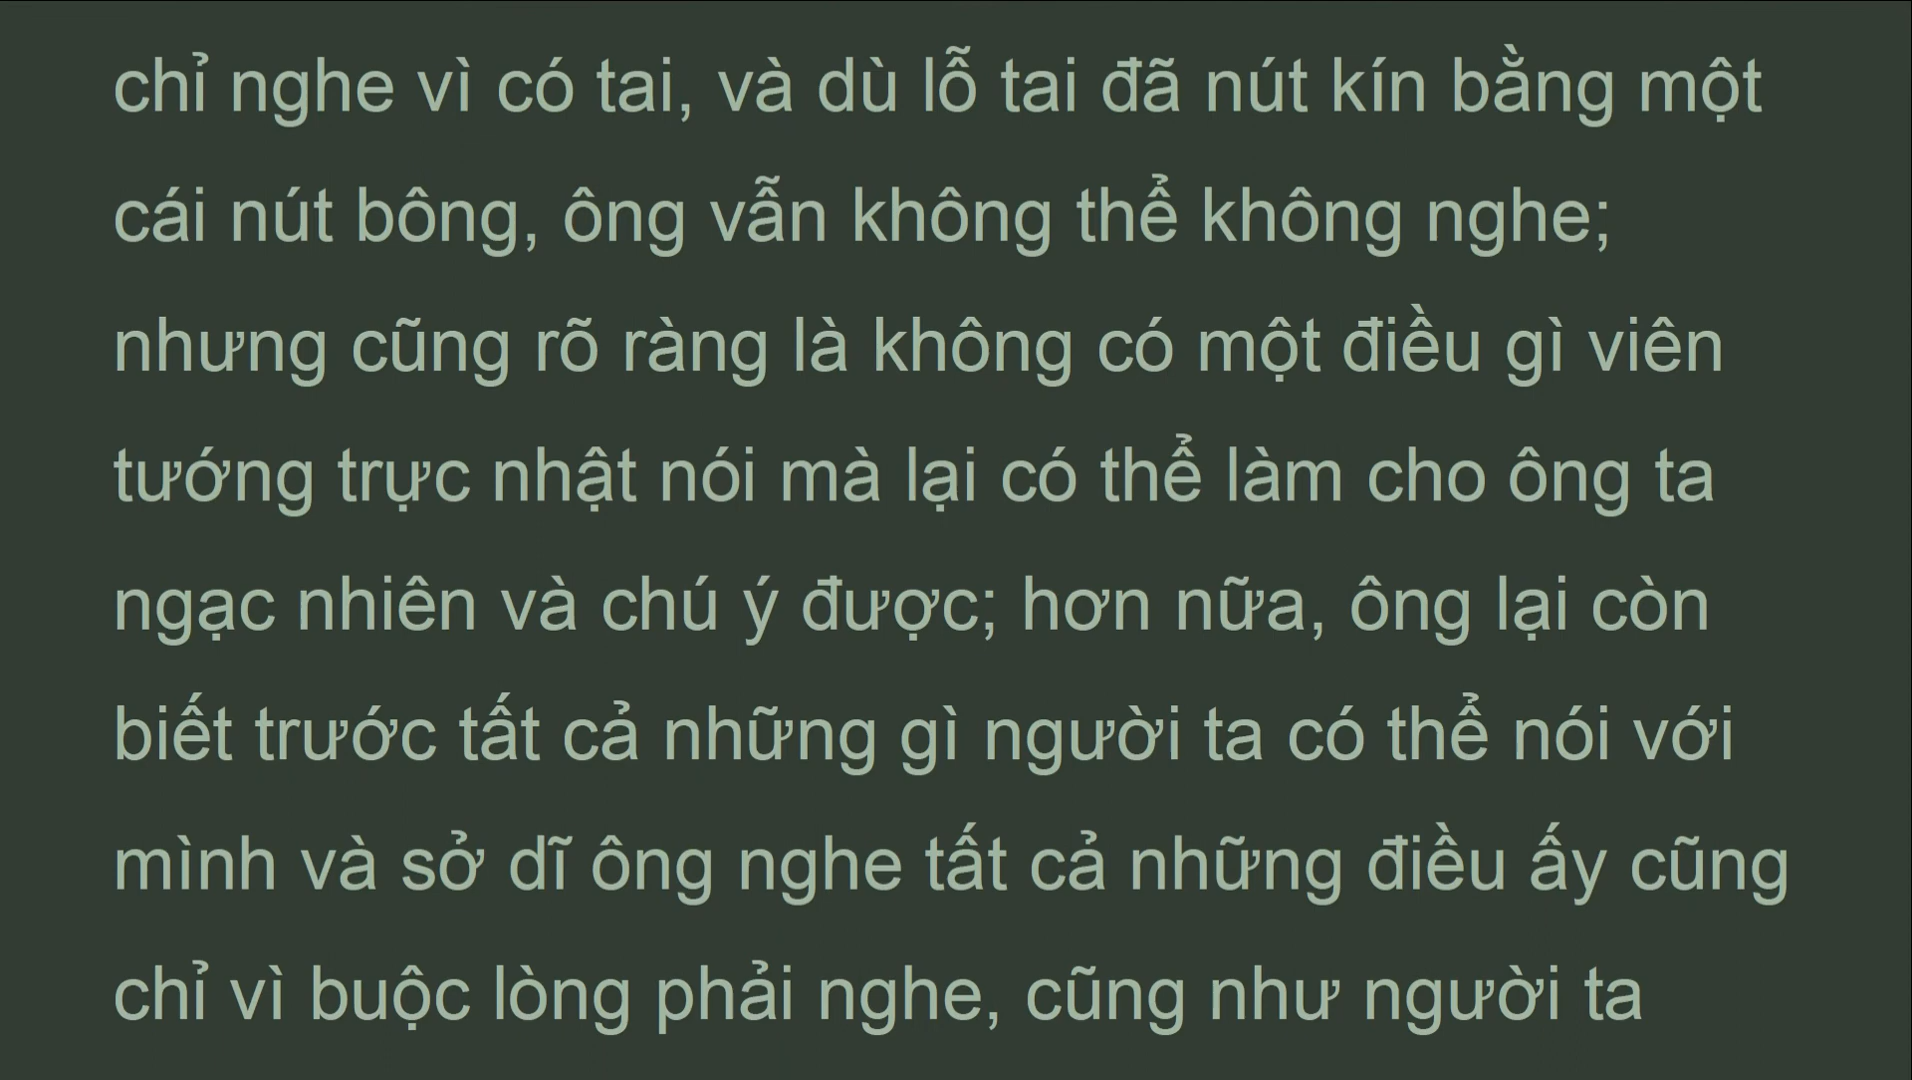 chỉ nghe vì có tai, và dù lỗ tai đã nút kín bằng một
cái nút bông, ông vẫn không thể không nghe;
nhưng cũng rõ ràng là không có một điều gì viên
tướng trực nhật nói mà lại có thể làm cho ông ta
ngạc nhiên và chú ý được; hơn nữa, ông lại còn
biết trước tất cả những gì người ta có thể nói với
mình và sở dĩ ông nghe tất cả những điều ấy cũng
chỉ vì buộc lòng phải nghe, cũng như người ta